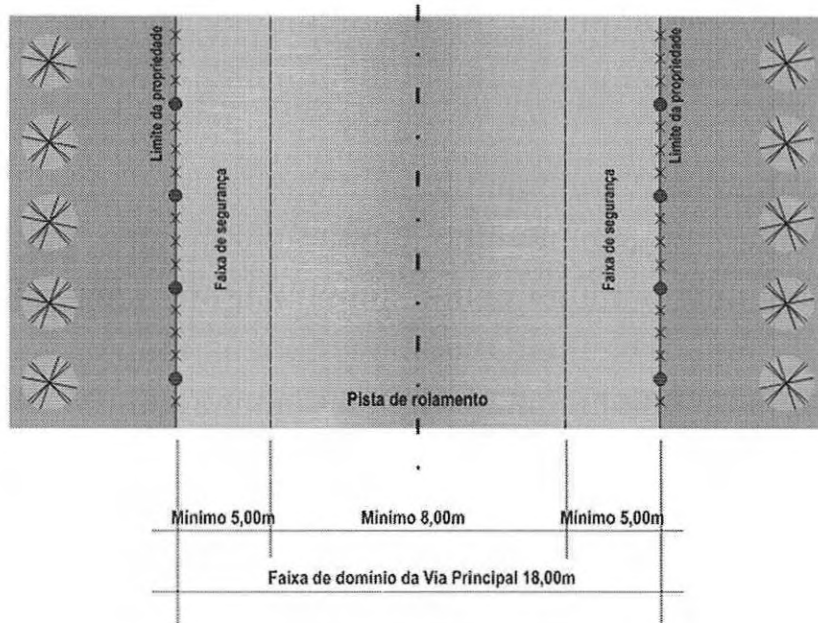 Limite da propriedade
Limite da propriedade
Faixa de segurança
Faixa de segurança
Pista de rolamento
Mínimo 5,00m
Mínimo 8,00m
Mínimo 5,00m
Faixa de domínio da Via Principal 18,00m